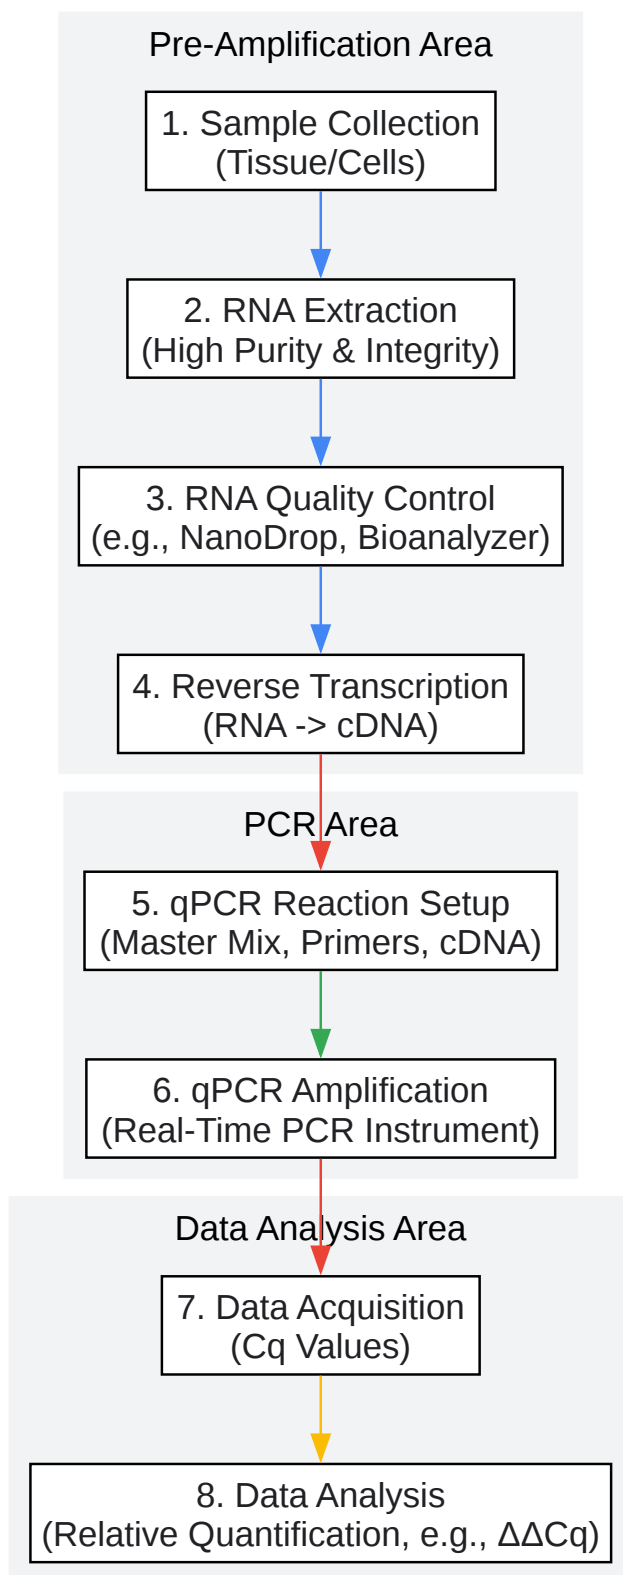 Pre-Amplification Area
1. Sample Collection
(Tissue/Cells)
2. RNA Extraction
(High Purity & Integrity)
3. RNA Quality Control
(e.g., NanoDrop, Bioanalyzer)
4. Reverse Transcription
(RNA -> cDNA)
PCR Area
5. qPCR Reaction Setup
(Master Mix, Primers, cDNA)
6. qPCR Amplification
(Real-Time PCR Instrument)
Data Analysis Area
7. Data Acquisition
(Cq Values)
8. Data Analysis
(Relative Quantification, e.g., ΔΔCq)